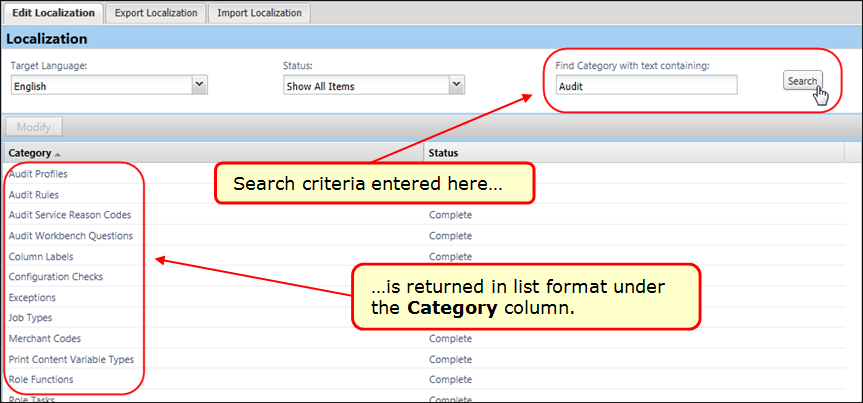 Edit Localization Export Localization Import Localization
Localization
Target Language: Status: Find Category with text containing:
English Show All Items Audit Search
Modify
Category Status
Audit Profiles
Search criteria entered here…
Audit Rules
Audit Service Reason Codes Complete
Audit Workbench Questions Complete
Column Labels Complete
Configuration Checks
…is returned in list format under
the Category column.
Exceptions
Job Types
Merchant Codes Complete
Print Content Variable Types Complete
Role Functions Complete
Role Tasks Complete